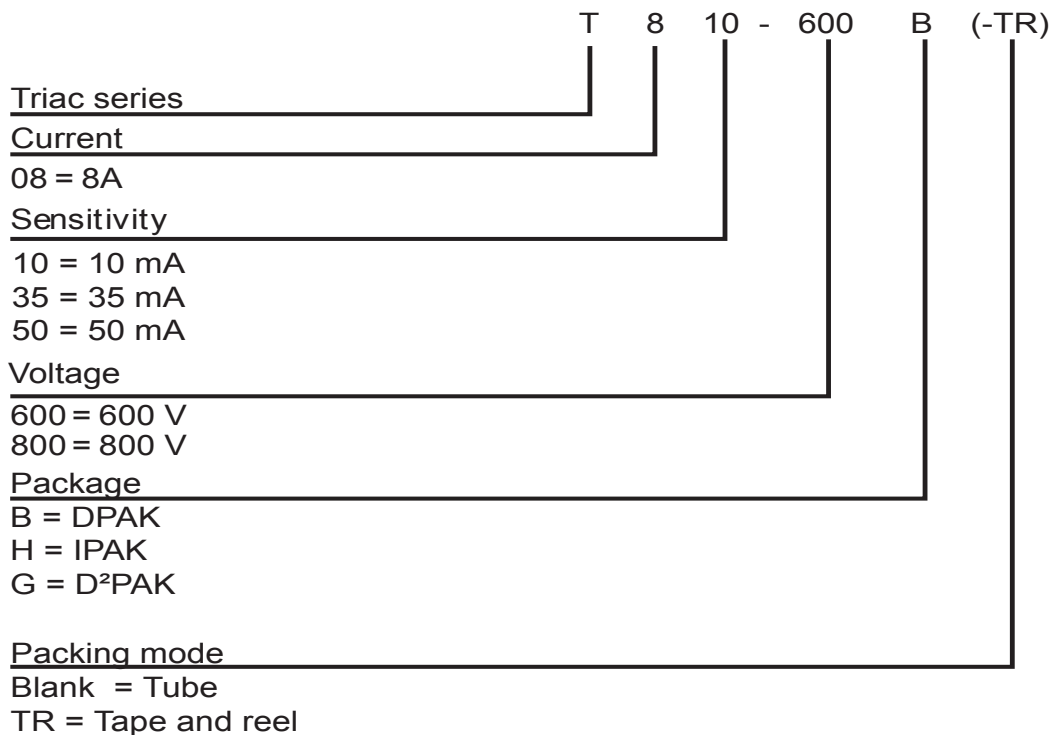 T 8 10 - 600 B (-TR)
Triac series
Current
08 = 8A
Sensitivity
10 = 10 mA
35 = 35 mA
50 = 50 mA
Voltage
600 = 600 V
800 = 800 V
Package
B = DPAK
H = IPAK
G = D²PAK
Packing mode
Blank = Tube
TR = Tape and reel